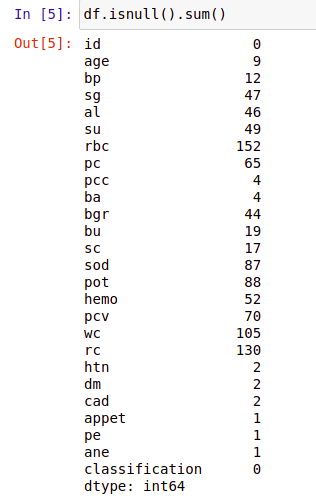 In [5]: df.isnull().sum()
Out[5]: id 0
age 9
bp 12
sg 47
al 46
su 49
rbc 152
pc 65
pcc 4
ba 4
bgr 44
bu 19
sc 17
sod 87
pot 88
hemo 52
pcv 70
wc 105
rc 130
htn 2
dm 2
cad 2
appet 1
pe 1
ane 1
classification 0
dtype: int64